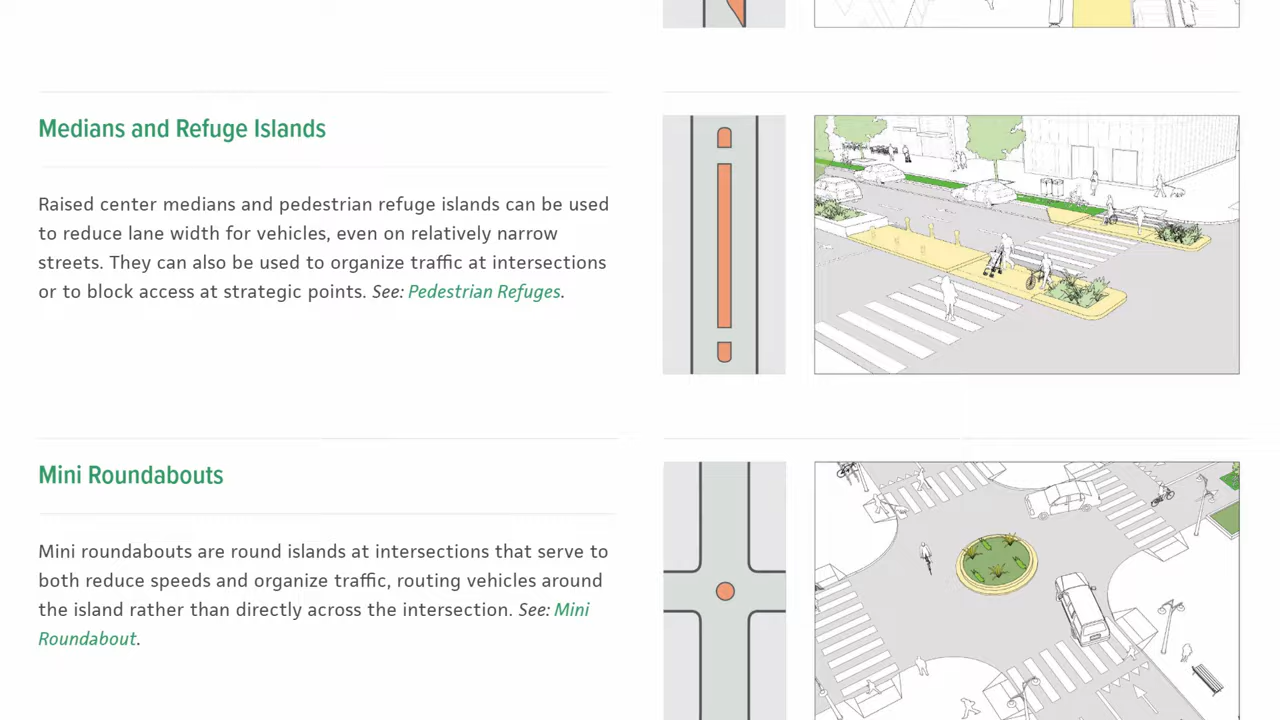 Medians and Refuge Islands
Raised center medians and pedestrian refuge islands can be used
to reduce lane width for vehicles, even on relatively narrow
streets. They can also be used to organize traffic at intersections
or to block access at strategic points. See: Pedestrian Refuges.
Mini Roundabouts
Mini roundabouts are round islands at intersections that serve to
both reduce speeds and organize traffic, routing vehicles around
the island rather than directly across the intersection. See: Mini
Roundabout.